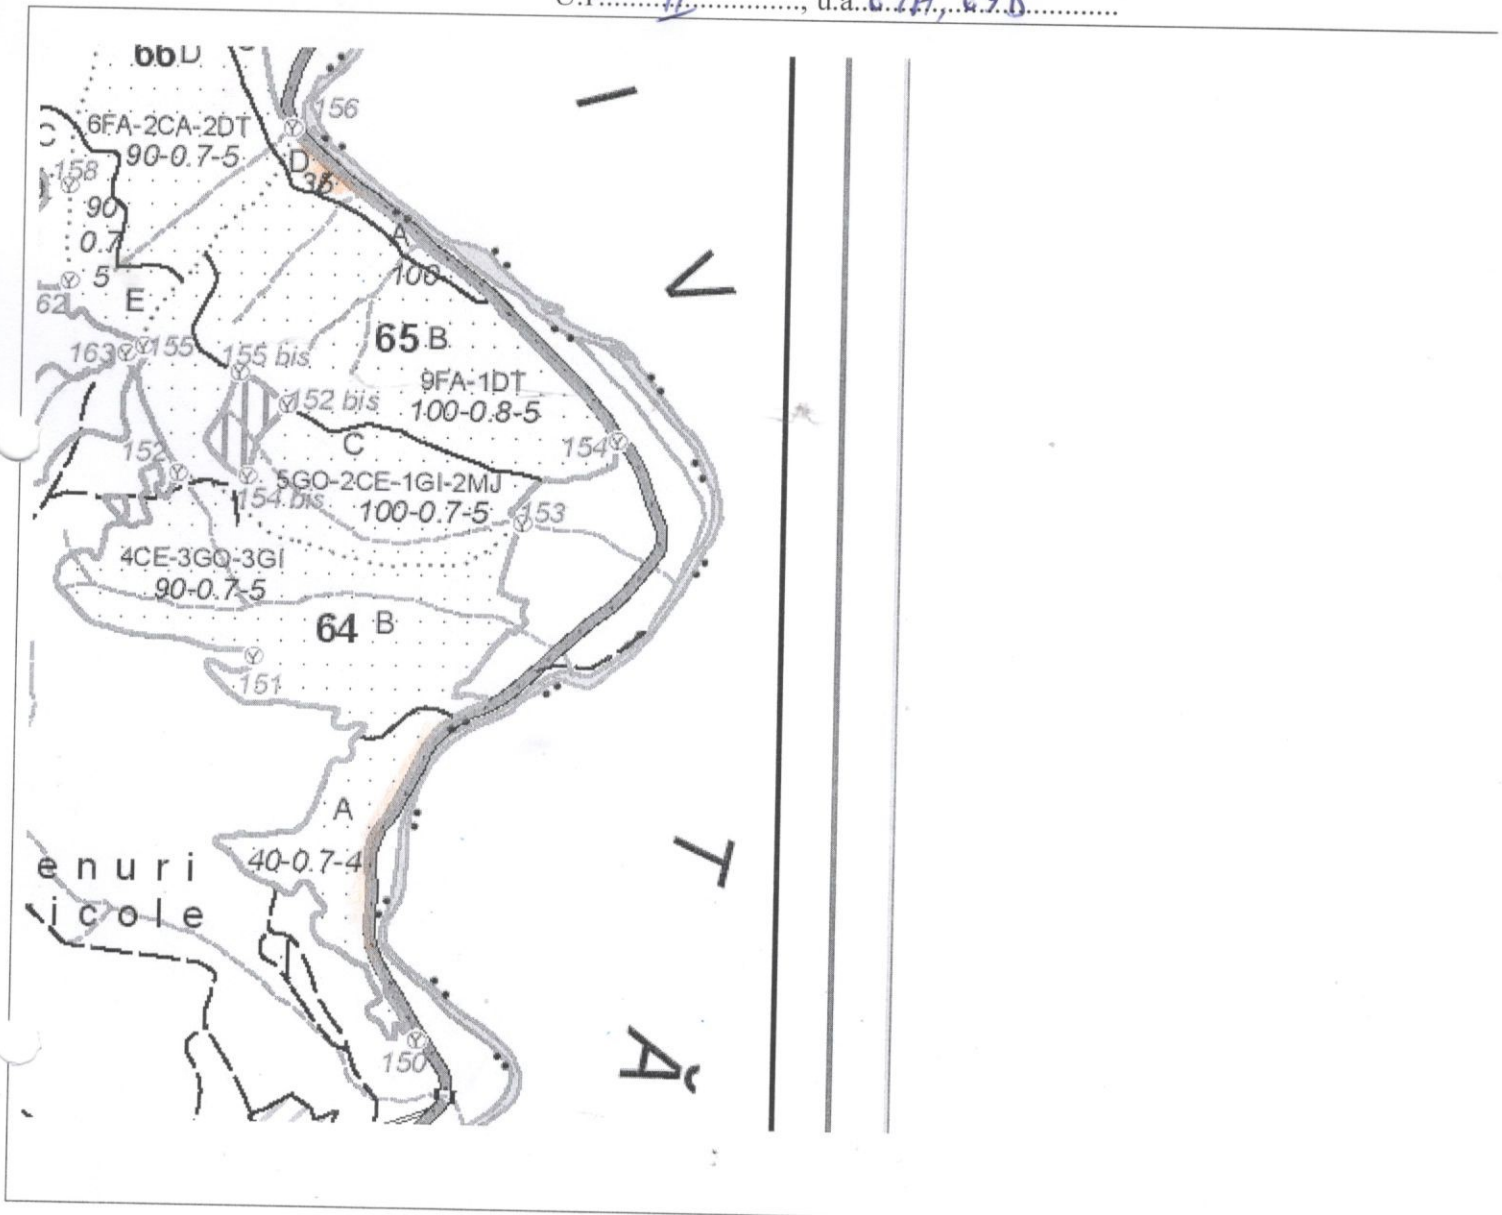 66 D
156
6FA-2CA-2DT
90-0.7-5
C
D
158
35
90
0.7
A
5
100
E
62
65 B
163
155
155 bis
9FA-1DT
152 bis
100-0.8-5
C
154
152
5GO-2CE-1GI-2MJ
154 bis
100-0.7-5
153
4CE-3GO-3GI
90-0.7-5
64 B
151
A
40-0.7-4
enuri
icole
150
I
V
T
Ă